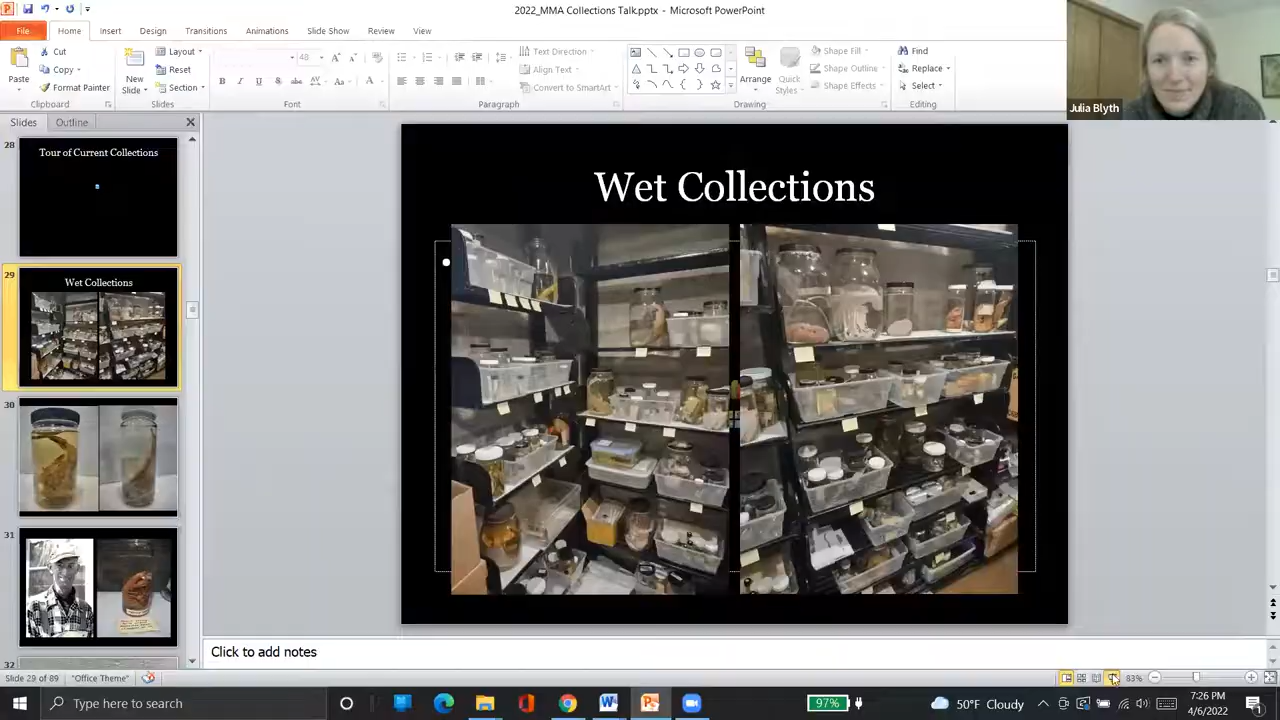 2022_MMA Collections Talk.pptx - Microsoft PowerPoint
File Home Insert Design Transitions Animations Slide Show Review View
Paste
Cut
Copy
Format Painter
Clipboard
New
Slide
Layout
Reset
Section
Slides
48
Font
Text Direction
Align Text
Convert to SmartArt
Paragraph
Arrange
Quick
Styles
Shape Fill
Shape Outline
Shape Effects
Drawing
Find
Replace
Select
Editing
Julia Blyth
Slides Outline
28
Tour of Current Collections
29
Wet Collections
30
31
32
Wet Collections
Click to add notes
Slide 29 of 89 "Office Theme" 83%
Type here to search
97%
50°F Cloudy
7:26 PM
4/6/2022